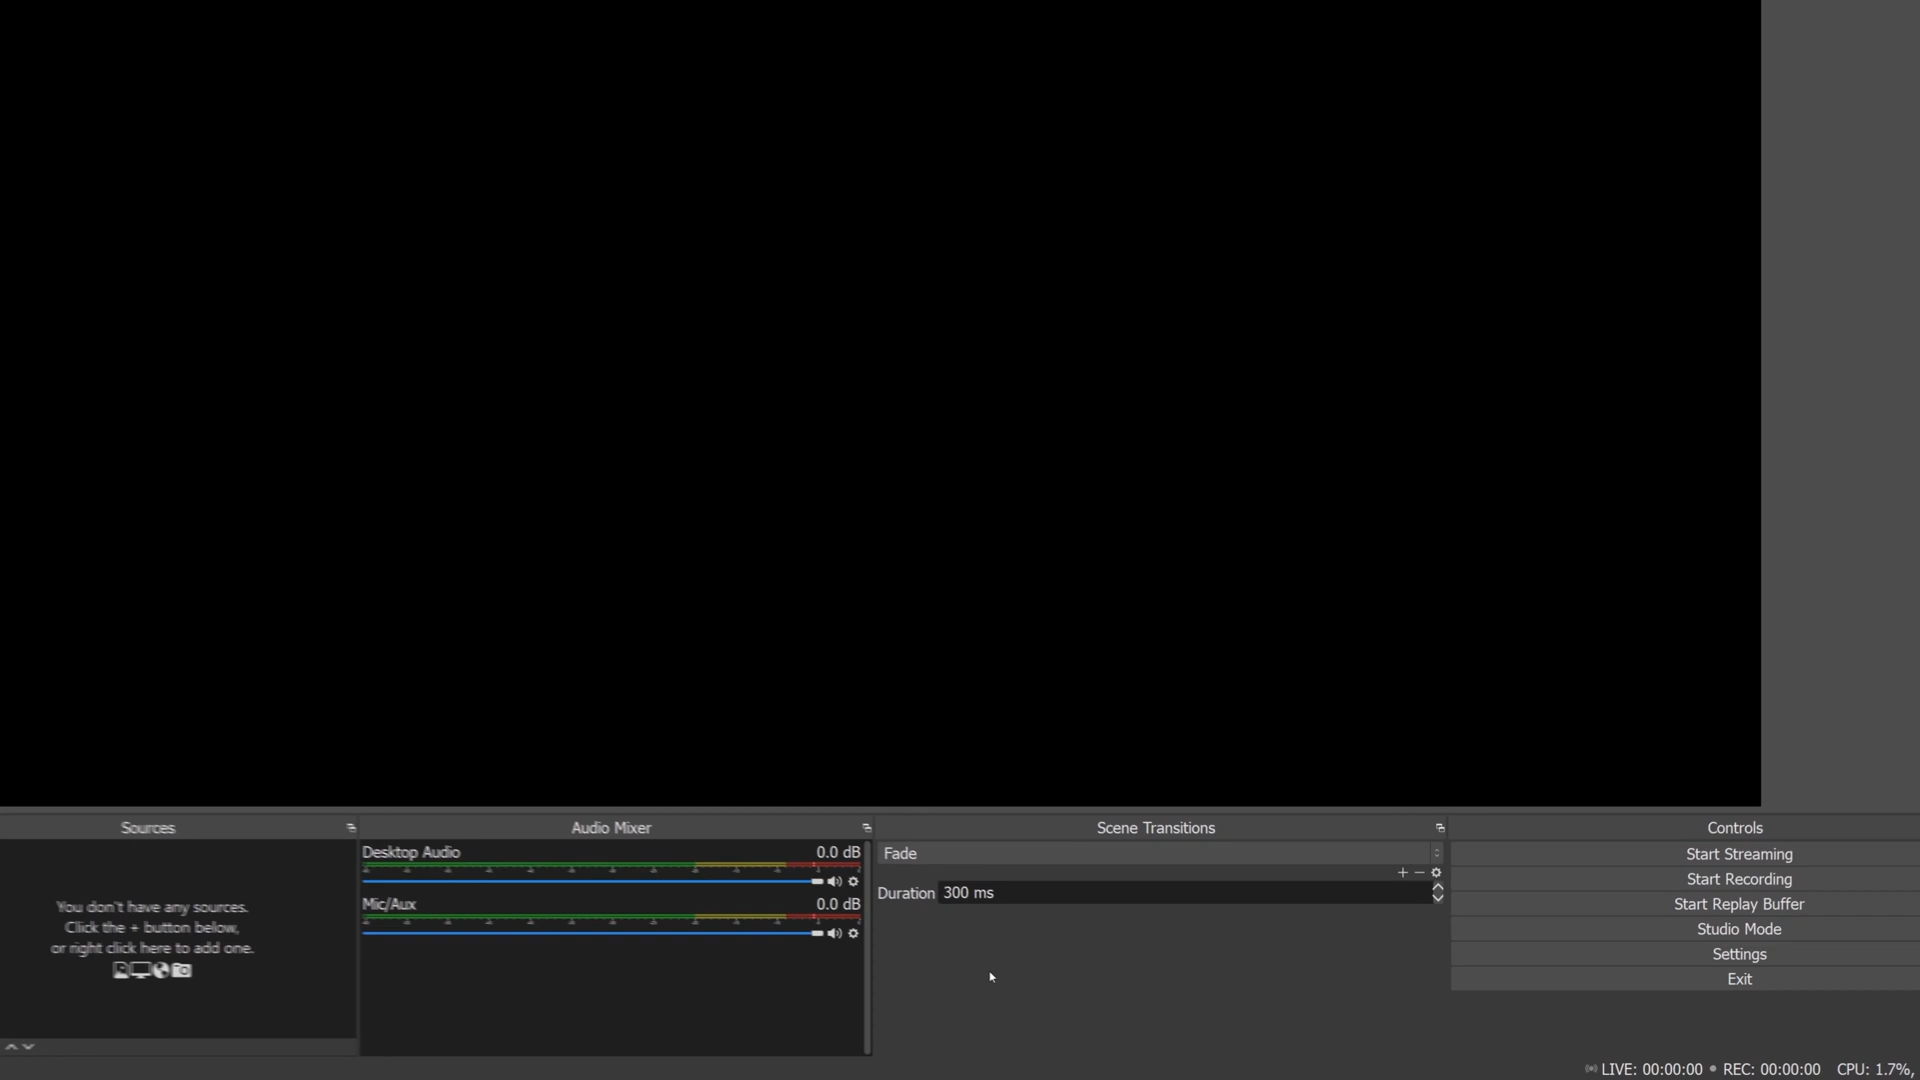 Sources
Audio Mixer
Scene Transitions
Controls
You don't have any sources.
Click the + button below,
or right click here to add one.
Desktop Audio 0.0 dB
Mic/Aux 0.0 dB
Fade
Duration 300 ms
Start Streaming
Start Recording
Start Replay Buffer
Studio Mode
Settings
Exit
LIVE: 00:00:00 REC: 00:00:00 CPU: 1.7%,